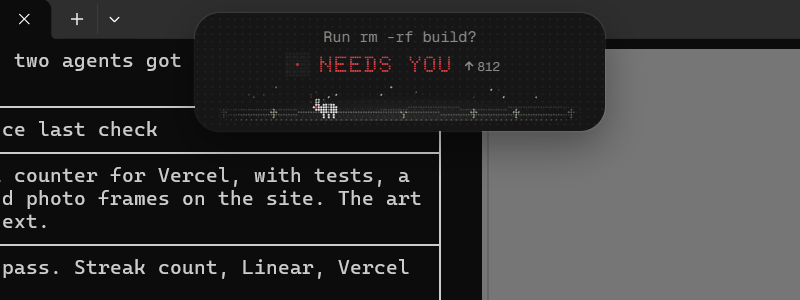 Run rm -rf build?
NEEDS YOU ↑ 812
two agents got
ce last check
counter for Vercel, with tests, a
d photo frames on the site. The art
ext.
pass. Streak count, Linear, Vercel